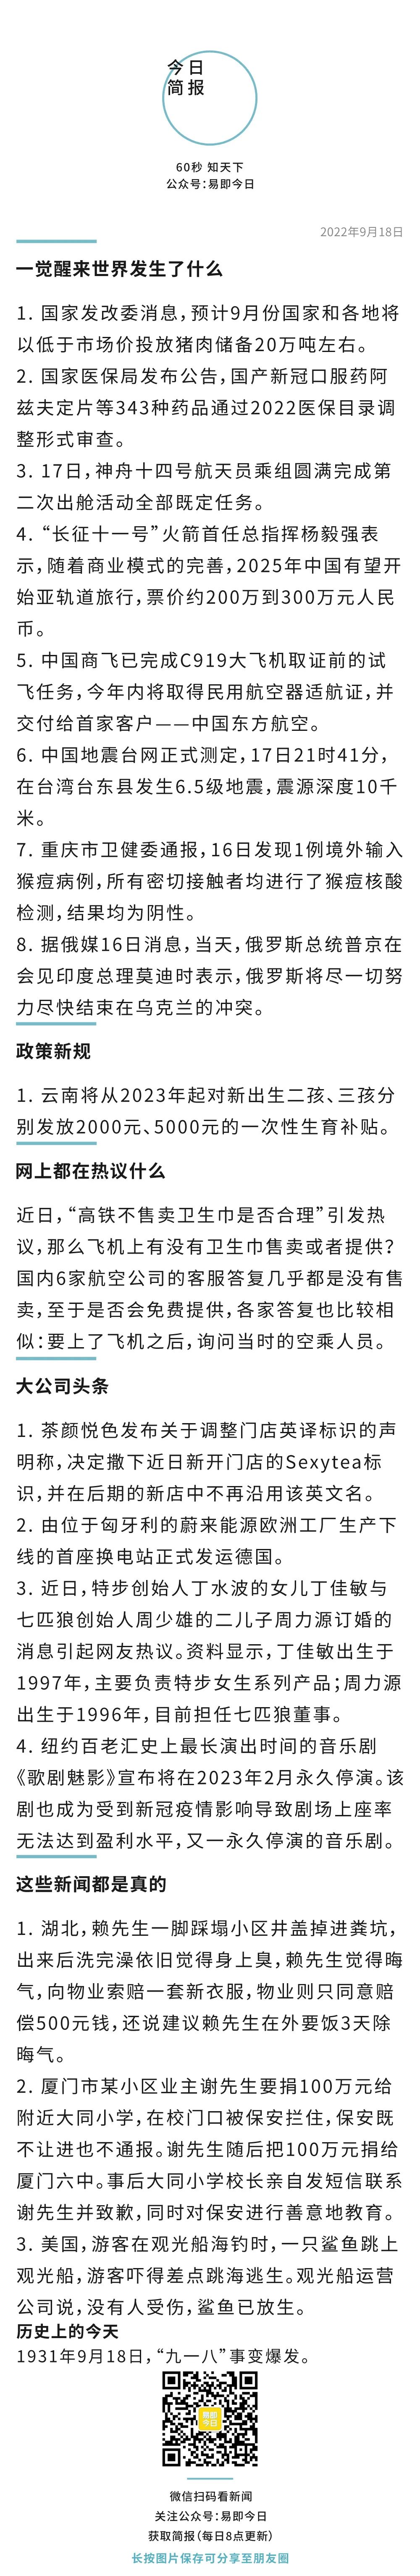 今日
简报
60秒 知天下
公众号：易即今日
2022年9月18日
一觉醒来世界发生了什么
1. 国家发改委消息，预计9月份国家和各地将
以低于市场价投放猪肉储备20万吨左右。
2. 国家医保局发布公告，国产新冠口服药阿
兹夫定片等343种药品通过2022医保目录调
整形式审查。
3. 17日，神舟十四号航天员乘组圆满完成第
二次出舱活动全部既定任务。
4. “长征十一号”火箭首任总指挥杨毅强表
示，随着商业模式的完善，2025年中国有望开
始亚轨道旅行，票价约200万到300万元人民
币。
5. 中国商飞已完成C919大飞机取证前的试
飞任务，今年内将取得民用航空器适航证，并
交付给首家客户——中国东方航空。
6. 中国地震台网正式测定，17日21时41分，
在台湾台东县发生6.5级地震，震源深度10千
米。
7. 重庆市卫健委通报，16日发现1例境外输入
猴痘病例，所有密切接触者均进行了猴痘核酸
检测，结果均为阴性。
8. 据俄媒16日消息，当天，俄罗斯总统普京在
会见印度总理莫迪时表示，俄罗斯将尽一切努
力尽快结束在乌克兰的冲突。
政策新规
1. 云南将从2023年起对新出生二孩、三孩分
别发放2000元、5000元的一次性生育补贴。
网上都在热议什么
近日，“高铁不售卖卫生巾是否合理”引发热
议，那么飞机上有没有卫生巾售卖或者提供？
国内6家航空公司的客服答复几乎都是没有售
卖，至于是否会免费提供，各家答复也比较相
似：要上了飞机之后，询问当时的空乘人员。
大公司头条
1. 茶颜悦色发布关于调整门店英译标识的声
明称，决定撤下近日新开门店的Sexytea标
识，并在后期的新店中不再沿用该英文名。
2. 由位于匈牙利的蔚来能源欧洲工厂生产下
线的首座换电站正式发运德国。
3. 近日，特步创始人丁水波的女儿丁佳敏与
七匹狼创始人周少雄的二儿子周力源订婚的
消息引起网友热议。资料显示，丁佳敏出生于
1997年，主要负责特步女生系列产品；周力源
出生于1996年，目前担任七匹狼董事。
4. 纽约百老汇史上最长演出时间的音乐剧
《歌剧魅影》宣布将在2023年2月永久停演。该
剧也成为受到新冠疫情影响导致剧场上座率
无法达到盈利水平，又一永久停演的音乐剧。
这些新闻都是真的
1. 湖北，赖先生一脚踩塌小区井盖掉进粪坑，
出来后洗完澡依旧觉得身上臭，赖先生觉得晦
气，向物业索赔一套新衣服，物业则只同意赔
偿500元钱，还说建议赖先生在外要饭3天除
晦气。
2. 厦门市某小区业主谢先生要捐100万元给
附近大同小学，在校门口被保安拦住，保安既
不让进也不通报。谢先生随后把100万元捐给
厦门六中。事后大同小学校长亲自发短信联系
谢先生并致歉，同时对保安进行善意地教育。
3. 美国，游客在观光船海钓时，一只鲨鱼跳上
观光船，游客吓得差点跳海逃生。观光船运营
公司说，没有人受伤，鲨鱼已放生。
历史上的今天
1931年9月18日，“九一八”事变爆发。
易即
今日
微信扫码看新闻
关注公众号：易即今日
获取简报（每日8点更新）
长按图片保存可分享至朋友圈